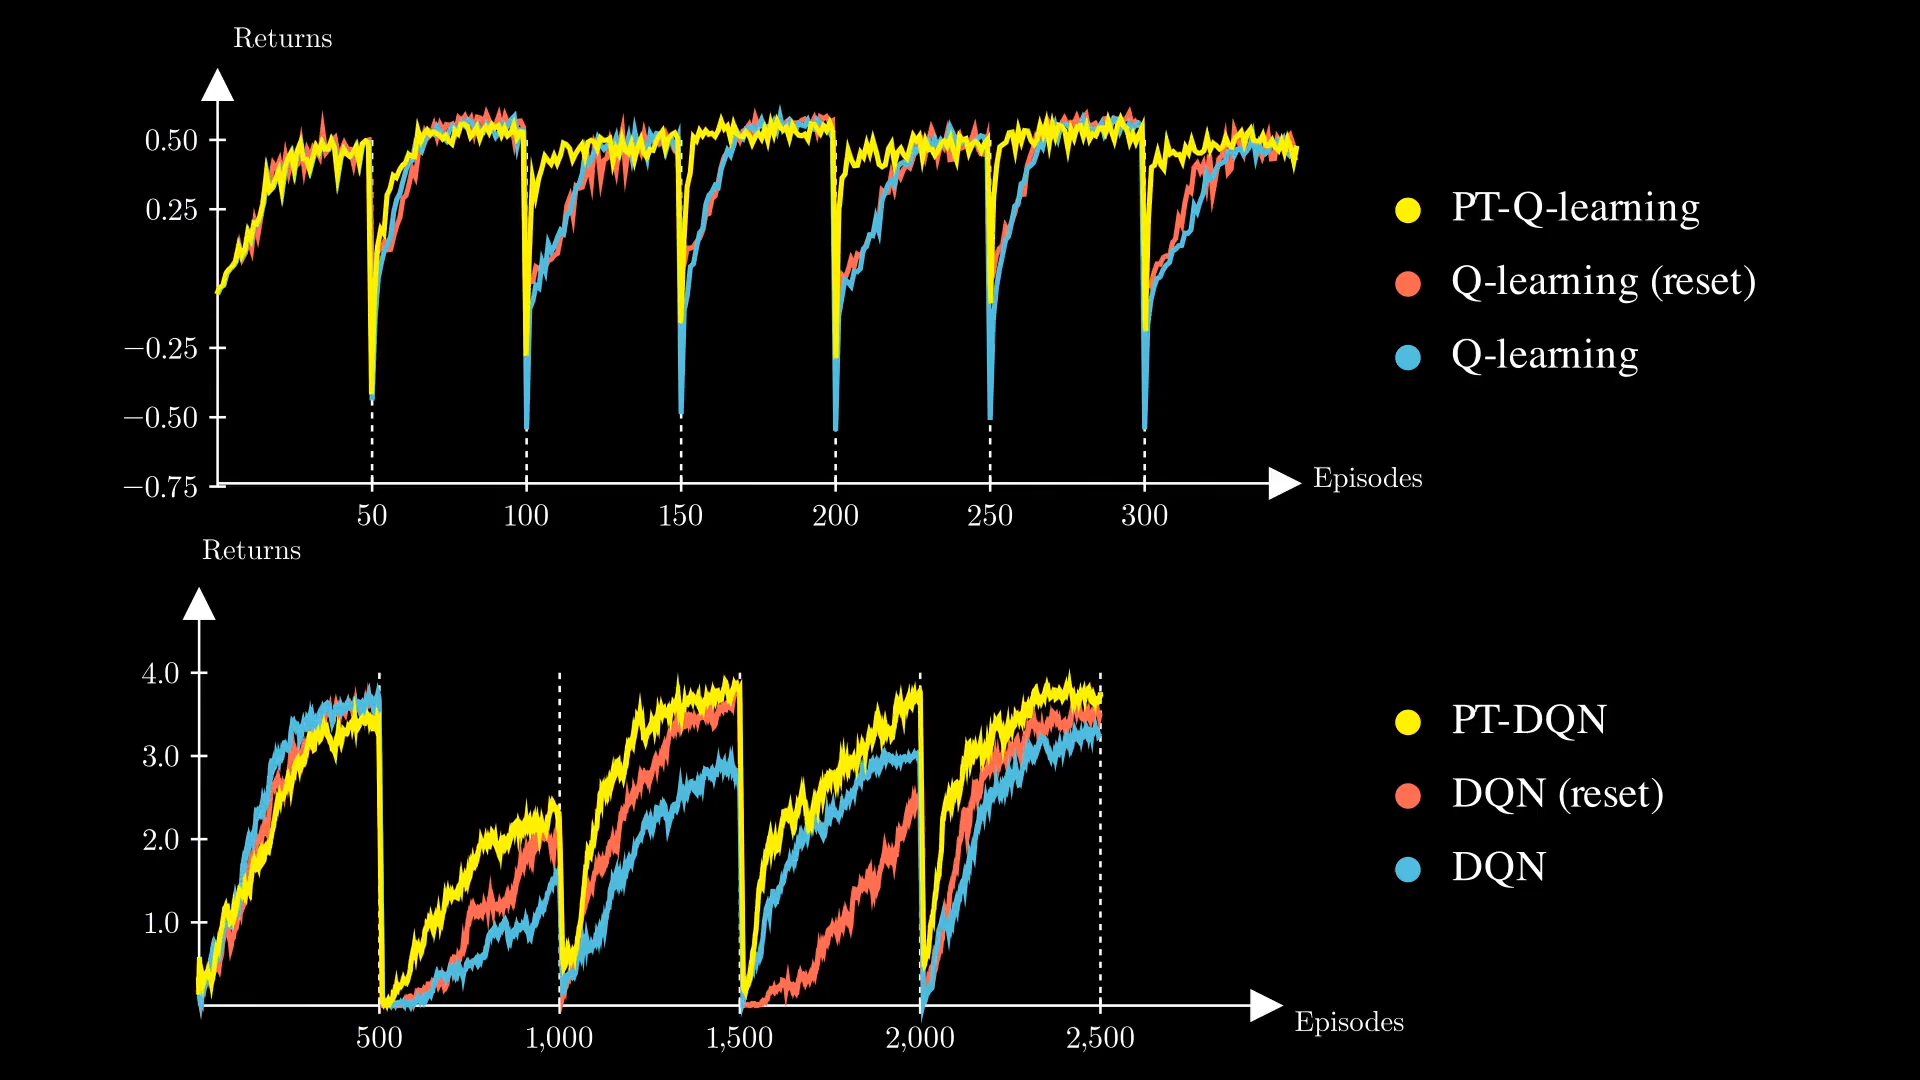 Returns
0.50
0.25
−0.25
−0.50
−0.75
50 100 150 200 250 300
Episodes
PT-Q-learning
Q-learning (reset)
Q-learning
Returns
4.0
3.0
2.0
1.0
500 1,000 1,500 2,000 2,500
Episodes
PT-DQN
DQN (reset)
DQN